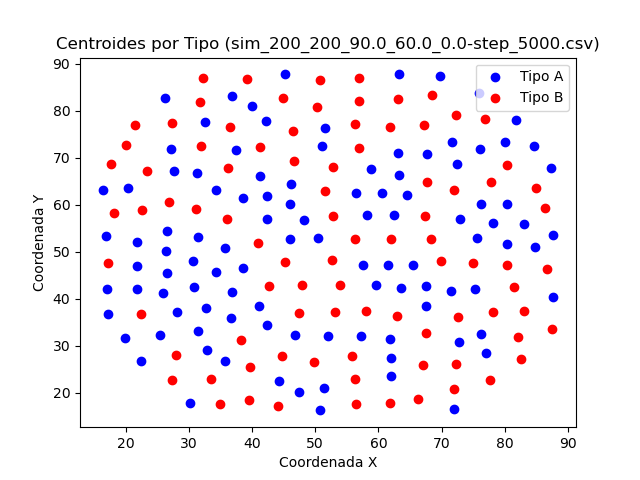 Centroides por Tipo (sim_200_200_90.0_60.0_0.0-step_5000.csv)
Tipo A
Tipo B
90
80
70
60
50
40
30
20
Coordenada Y
20 30 40 50 60 70 80 90
Coordenada X